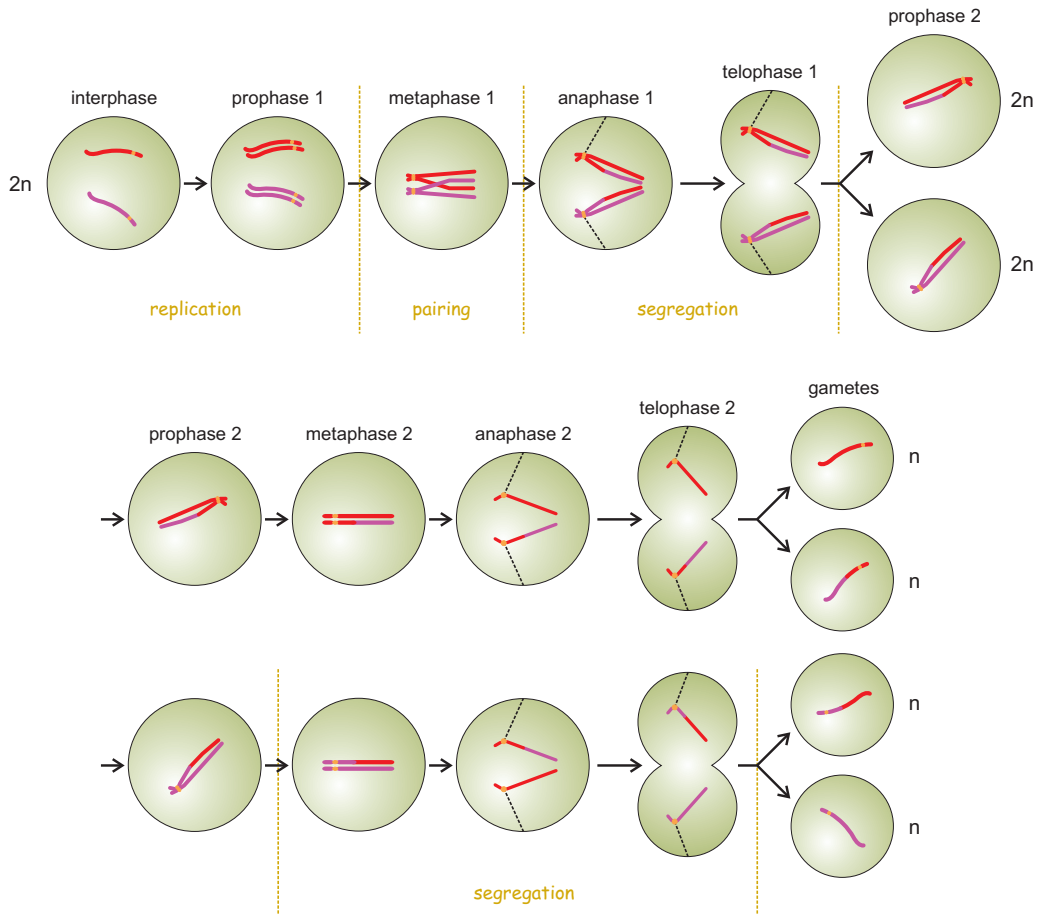 interphase
prophase 1
metaphase 1
anaphase 1
telophase 1
prophase 2
2n
2n
2n
replication
pairing
segregation
prophase 2
metaphase 2
anaphase 2
telophase 2
gametes
n
n
n
n
segregation